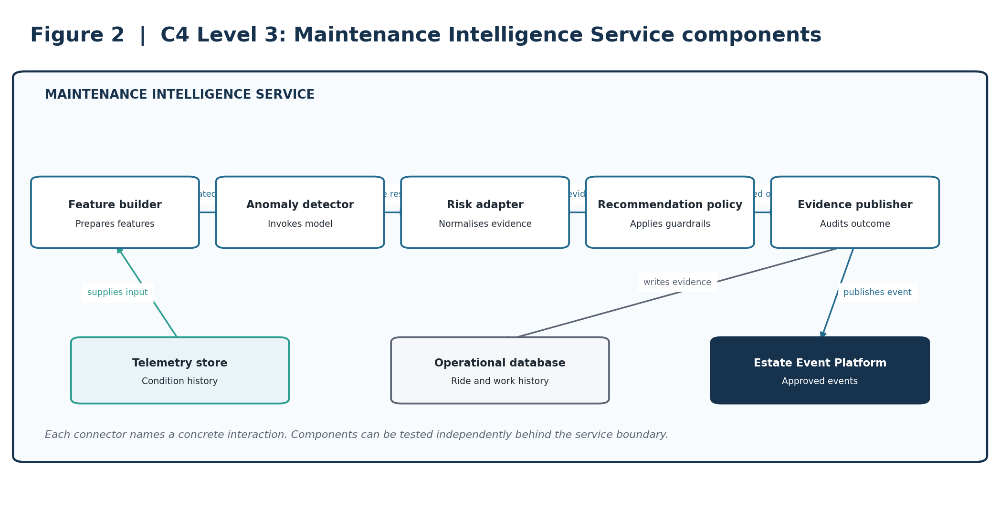 Figure 2 | C4 Level 3: Maintenance Intelligence Service components
MAINTENANCE INTELLIGENCE SERVICE
Feature builder
Prepares features
Anomaly detector
Invokes model
Risk adapter
Normalises evidence
Recommendation policy
Applies guardrails
Evidence publisher
Audits outcome
supplies input
writes evidence
publishes event
Telemetry store
Condition history
Operational database
Ride and work history
Estate Event Platform
Approved events
Each connector names a concrete interaction. Components can be tested independently behind the service boundary.